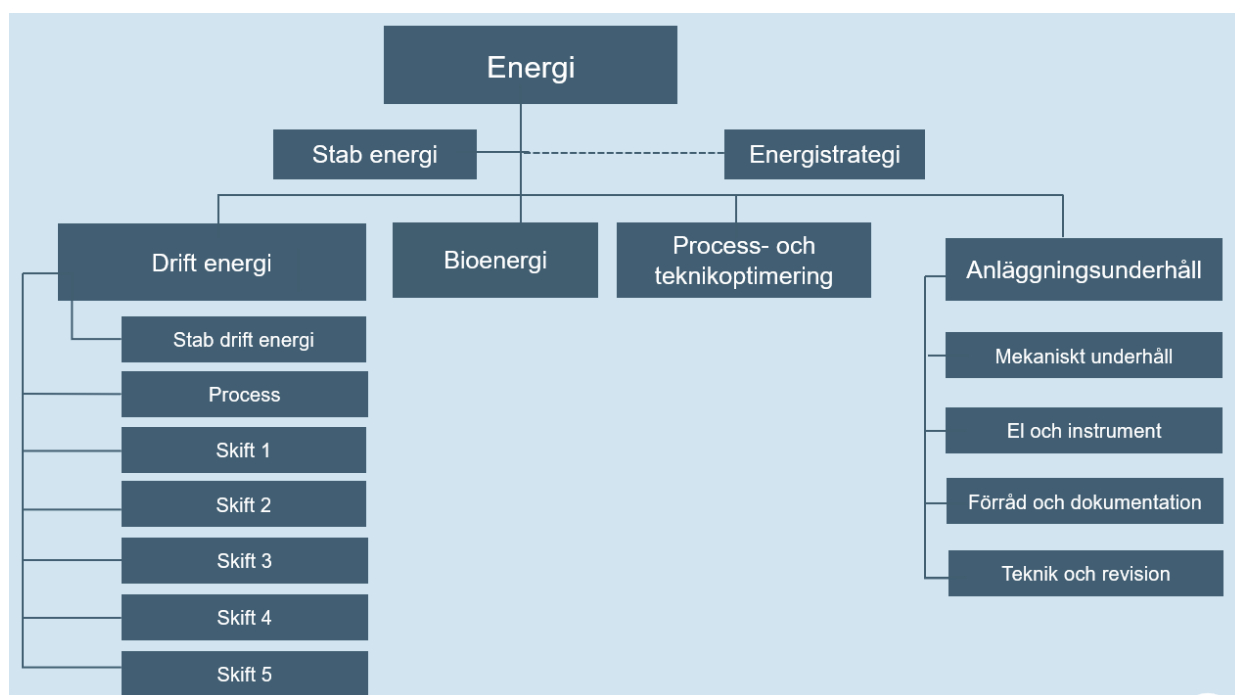 Energi
Stab energi
Energistrategi
Drift energi
Bioenergi
Process- och
teknikoptimering
Anläggningsunderhåll
Stab drift energi
Process
Skift 1
Skift 2
Skift 3
Skift 4
Skift 5
Mekaniskt underhåll
El och instrument
Förråd och dokumentation
Teknik och revision